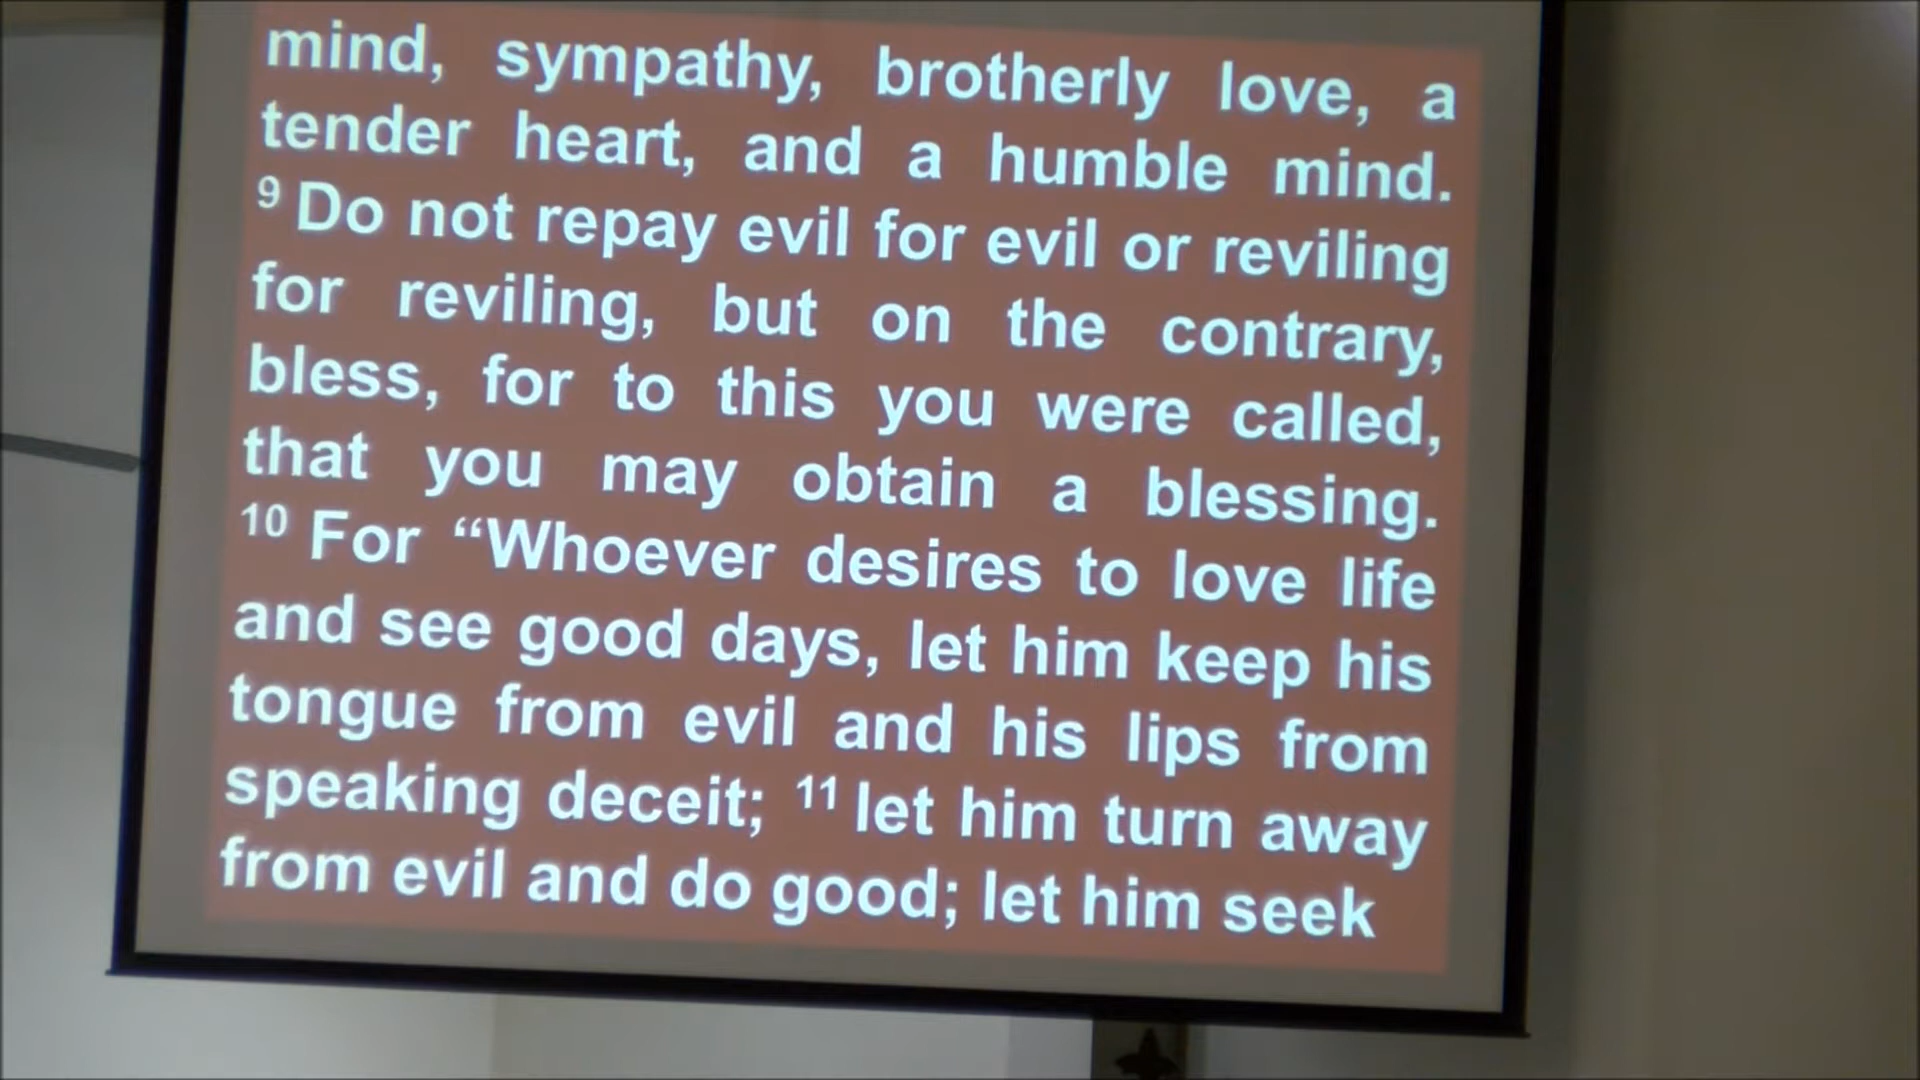 mind, sympathy, brotherly love, a
tender heart, and a humble mind.
9 Do not repay evil for evil or reviling
for reviling, but on the contrary,
bless, for to this you were called,
that you may obtain a blessing.
10 For “Whoever desires to love life
and see good days, let him keep his
tongue from evil and his lips from
speaking deceit; 11 let him turn away
from evil and do good; let him seek